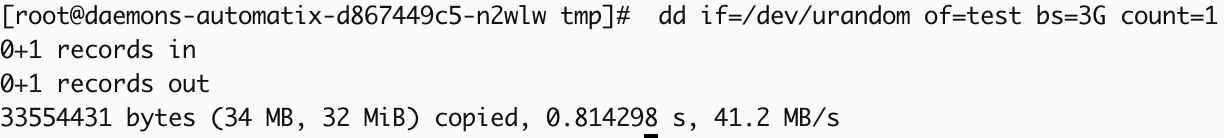 [root@daemons-automatix-d867449c5-n2wlw tmp]#  dd if=/dev/urandom of=test bs=3G count=1
0+1 records in
0+1 records out
33554431 bytes (34 MB, 32 MiB) copied, 0.814298 s, 41.2 MB/s